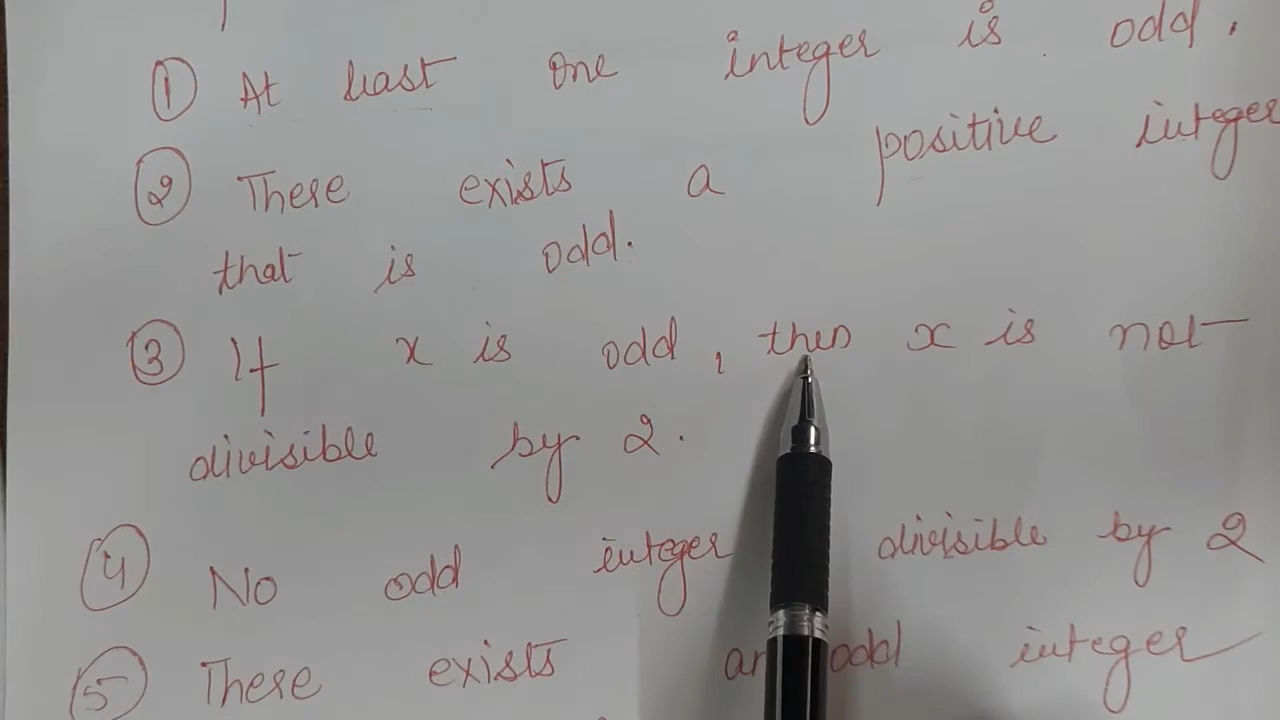 ① At least one integer is odd.
② There exists a positive integer
that is odd.
③ If x is odd, then x is not
divisible by 2.
④ No odd integer divisible by 2
⑤ There exists an odd integer